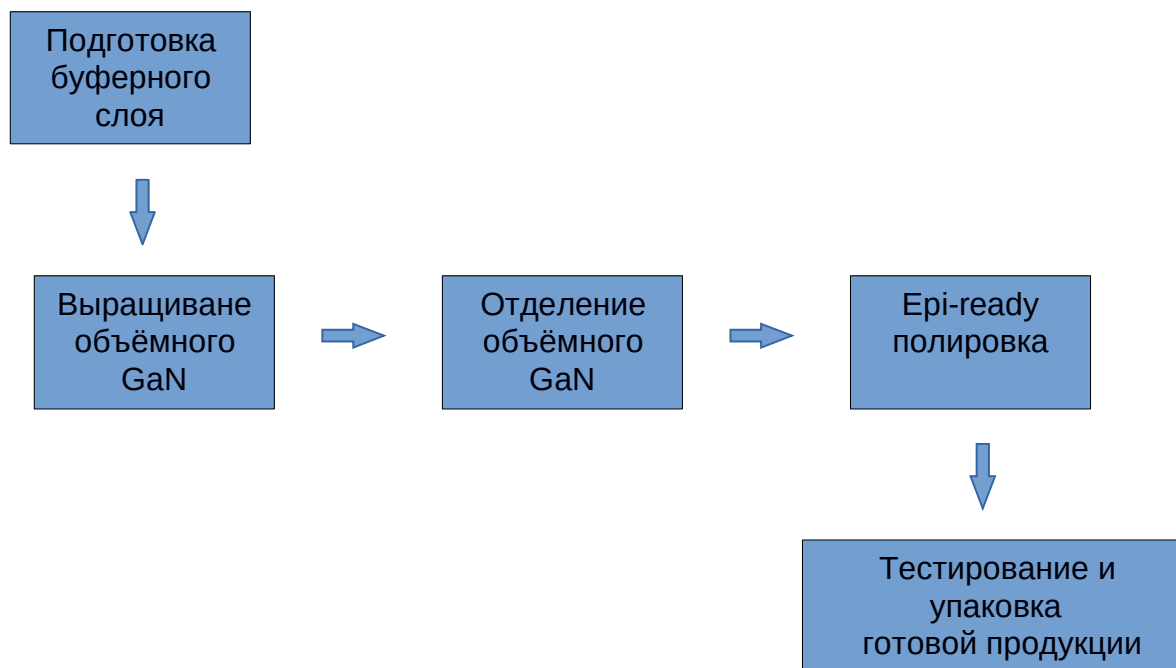 Подготовка
буферного
слоя
Выращиване
объёмного
GaN
Отделение
объёмного
GaN
Epi-ready
полировка
Тестирование и
упаковка
готовой продукции